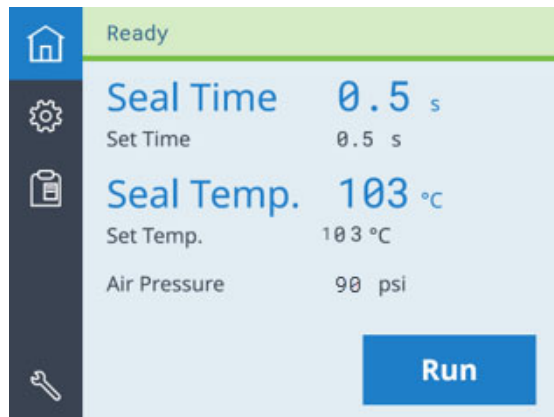 Ready
Seal Time 0.5 s
Set Time 0.5 s
Seal Temp. 103 °C
Set Temp. 103 °C
Air Pressure 90 psi
Run